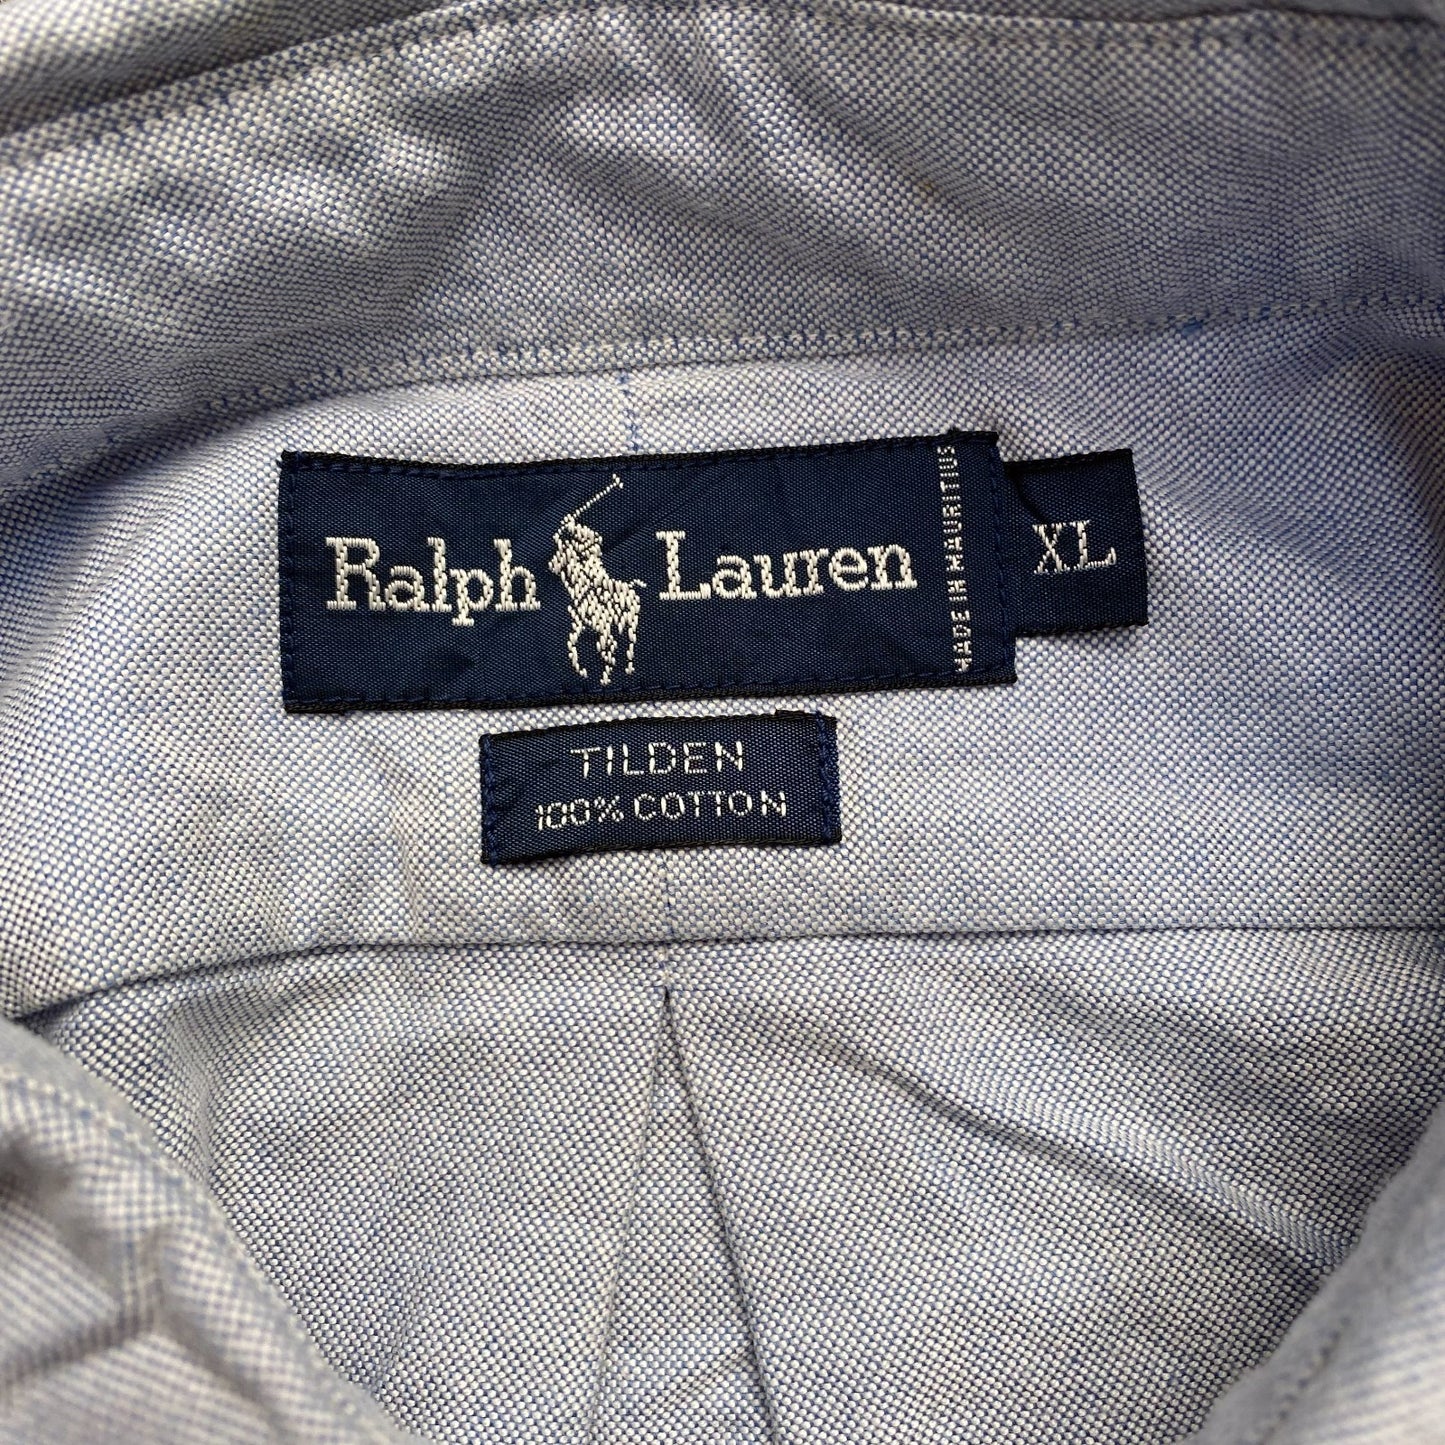 Ralph Lauren
MADE IN MAURITIUS
XL
TILDEN
100% COTTON